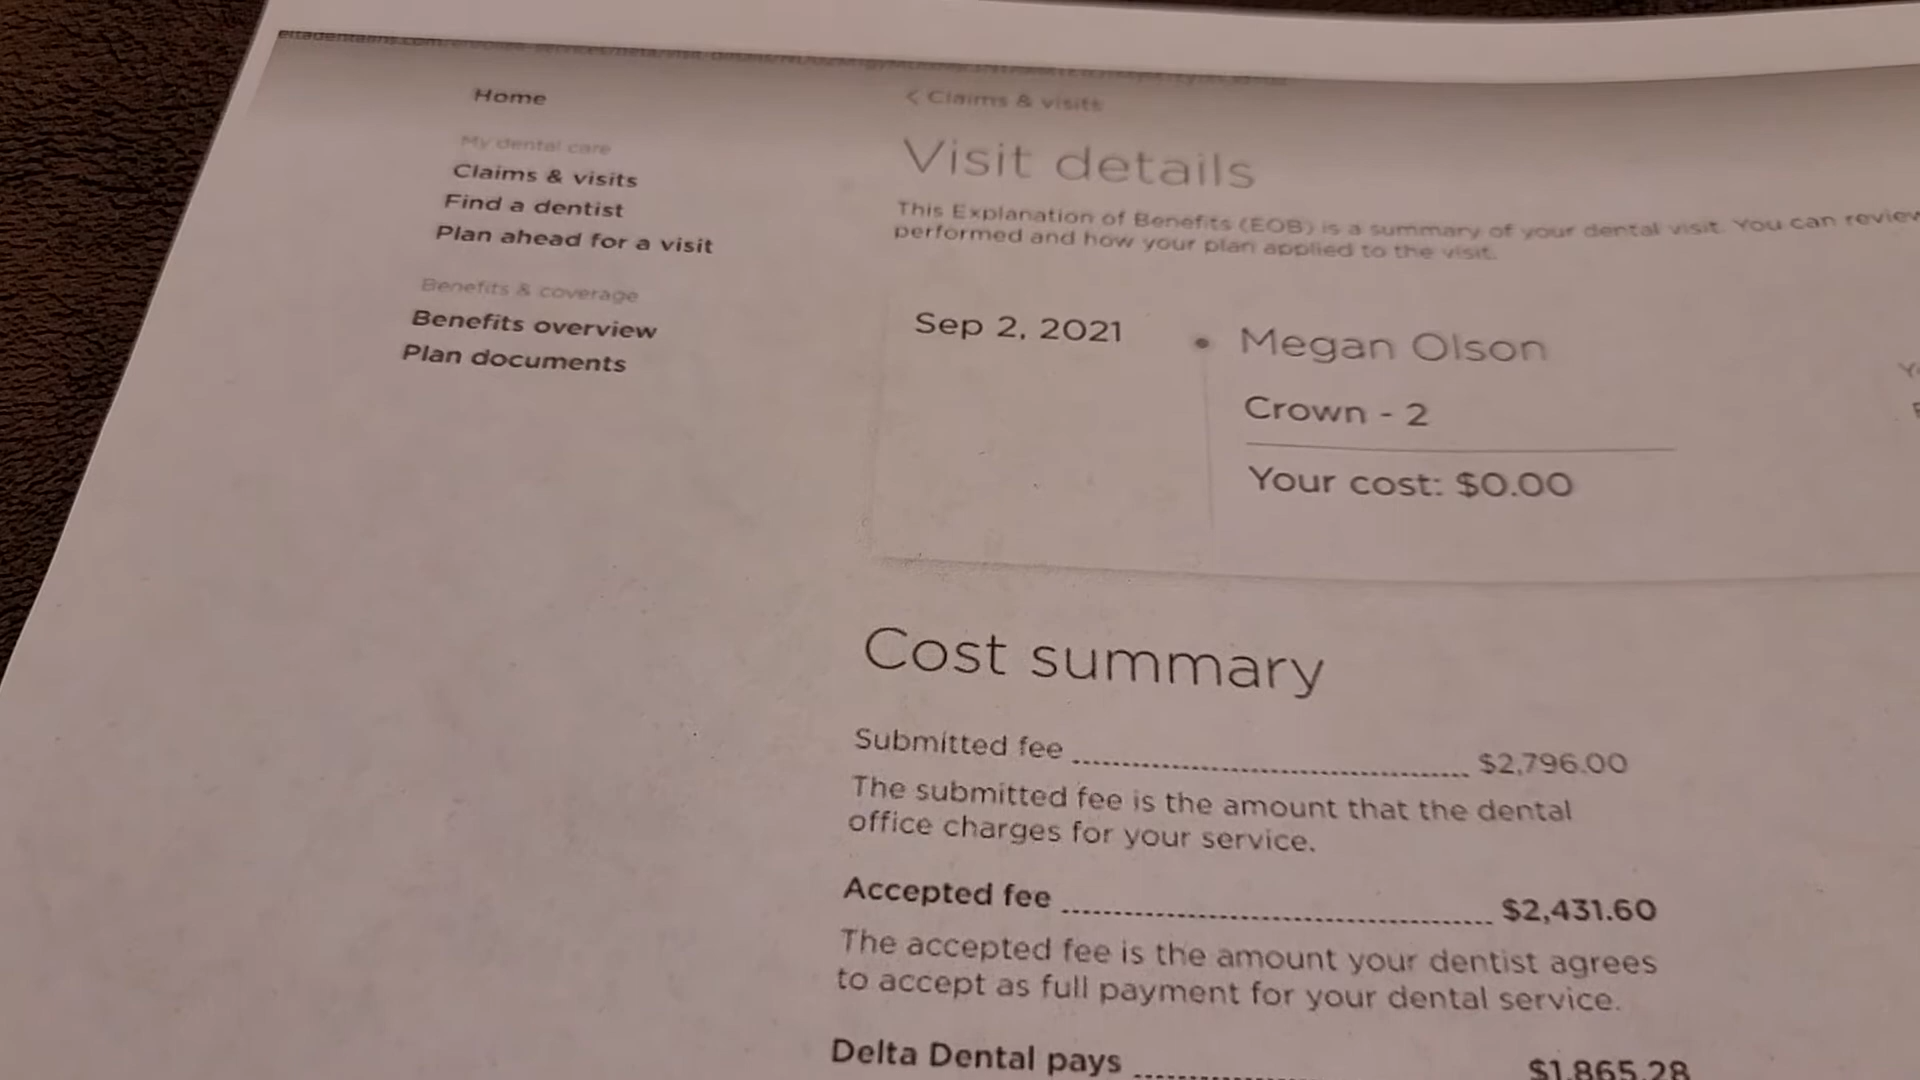 Home
My dental care
Claims & visits
Find a dentist
Plan ahead for a visit
Benefits & coverage
Benefits overview
Plan documents
< Claims & visits
Visit details
This Explanation of Benefits (EOB) is a summary of your dental visit. You can review
performed and how your plan applied to the visit.
Sep 2, 2021
Megan Olson
Crown - 2
Your cost: $0.00
Cost summary
Submitted fee $2,796.00
The submitted fee is the amount that the dental
office charges for your service.
Accepted fee $2,431.60
The accepted fee is the amount your dentist agrees
to accept as full payment for your dental service.
Delta Dental pays $1,865.28